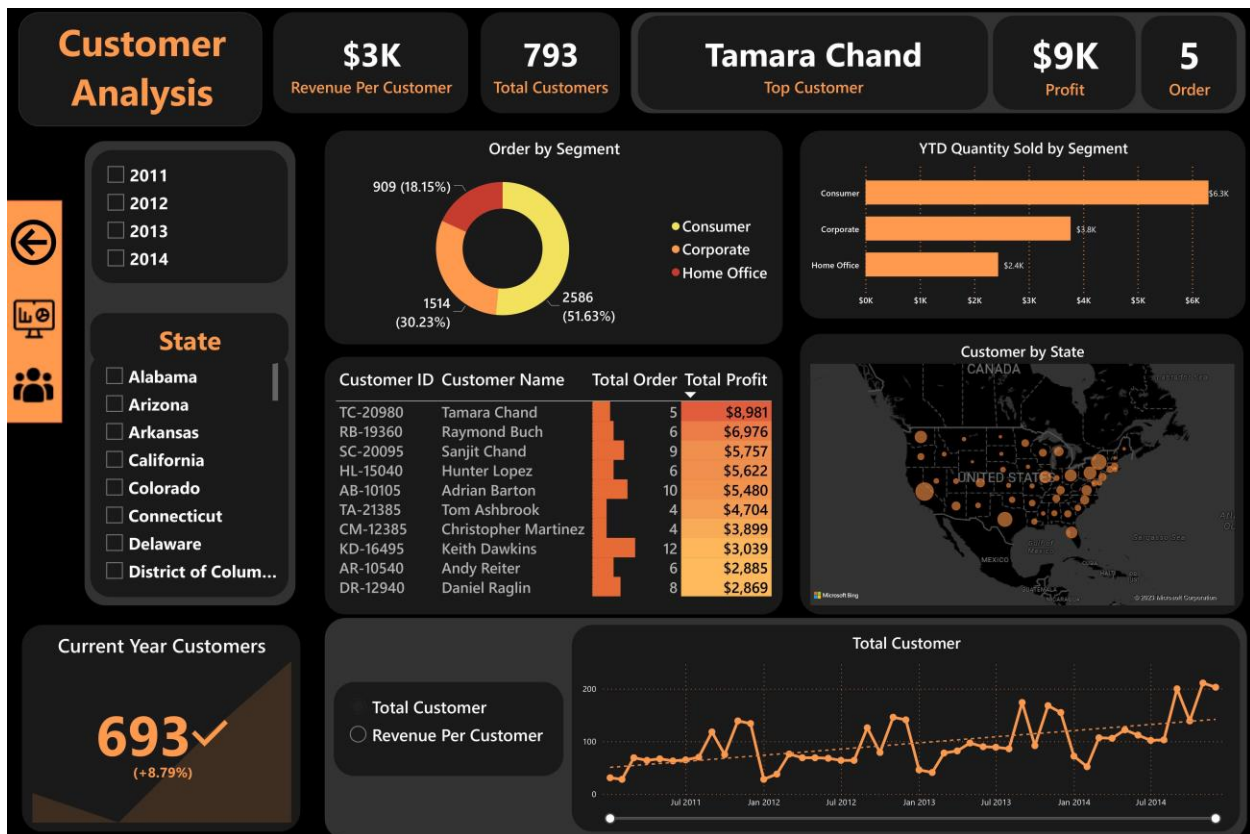 Customer
Analysis
$3K
Revenue Per Customer
793
Total Customers
Tamara Chand
Top Customer
$9K
Profit
5
Order
2011
2012
2013
2014
State
Alabama
Arizona
Arkansas
California
Colorado
Connecticut
Delaware
District of Colum...
Order by Segment
909 (18.15%)
1514
(30.23%)
2586
(51.63%)
Consumer
Corporate
Home Office
YTD Quantity Sold by Segment
Consumer $6.3K
Corporate $3.8K
Home Office $2.4K
$0K $1K $2K $3K $4K $5K $6K
Customer ID Customer Name Total Order Total Profit
TC-20980 Tamara Chand 5 $8,981
RB-19360 Raymond Buch 6 $6,976
SC-20095 Sanjit Chand 9 $5,757
HL-15040 Hunter Lopez 6 $5,622
AB-10105 Adrian Barton 10 $5,480
TA-21385 Tom Ashbrook 4 $4,704
CM-12385 Christopher Martinez 4 $3,899
KD-16495 Keith Dawkins 12 $3,039
AR-10540 Andy Reiter 6 $2,885
DR-12940 Daniel Raglin 8 $2,869
Customer by State
CANADA
UNITED STATES
MEXICO
Sargasso Sea
Microsoft Bing
© 2023 Microsoft Corporation
Current Year Customers
693
(+8.79%)
Total Customer
Revenue Per Customer
Total Customer
200
100
0
Jul 2011 Jan 2012 Jul 2012 Jan 2013 Jul 2013 Jan 2014 Jul 2014